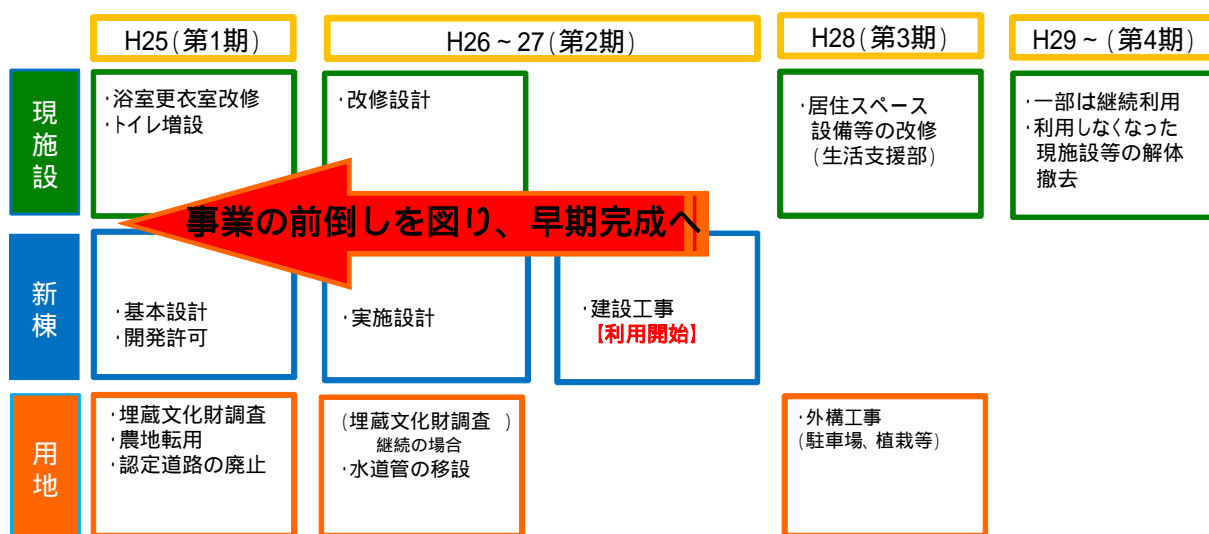 H25(第1期)
H26~27(第2期)
H28(第3期)
H29~(第4期)
現施設
・浴室更衣室改修
・トイレ増設
・改修設計
・居住スペース
設備等の改修
(生活支援部)
・一部は継続利用
・利用しなくなった
現施設等の解体
撤去
事業の前倒しを図り、早期完成へ
新棟
・基本設計
・開発許可
・実施設計
・建設工事
【利用開始】
用地
・埋蔵文化財調査
・農地転用
・認定道路の廃止
(埋蔵文化財調査 )
継続の場合
・水道管の移設
・外構工事
(駐車場、植栽等)